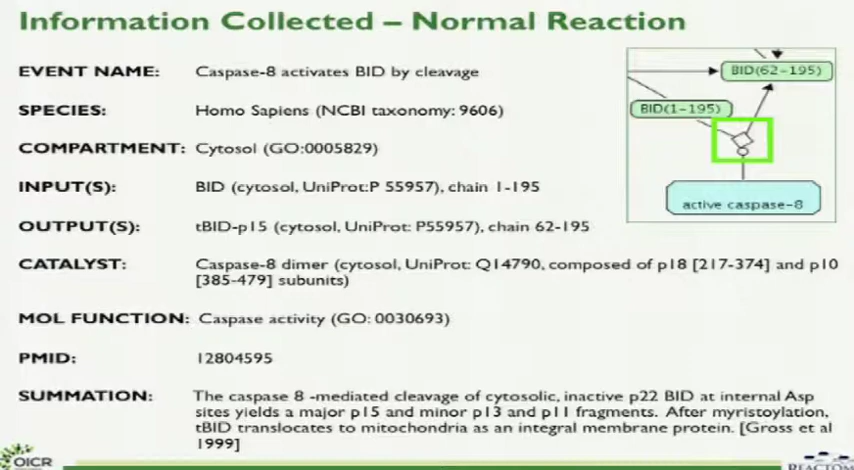 Information Collected – Normal Reaction
EVENT NAME: Caspase-8 activates BID by cleavage
SPECIES: Homo Sapiens (NCBI taxonomy: 9606)
COMPARTMENT: Cytosol (GO:0005829)
INPUT(S): BID (cytosol, UniProt:P 55957), chain 1-195
OUTPUT(S): tBID-p15 (cytosol, UniProt: P55957), chain 62-195
CATALYST: Caspase-8 dimer (cytosol, UniProt: Q14790, composed of p18 [217-374] and p10
[385-479] subunits)
MOL FUNCTION: Caspase activity (GO: 0030693)
PMID: 12804595
SUMMATION: The caspase 8 -mediated cleavage of cytosolic, inactive p22 BID at internal Asp
sites yields a major p15 and minor p13 and p11 fragments. After myristoylation,
tBID translocates to mitochondria as an integral membrane protein. [Gross et al
1999]
BID(62-195)
BID(1-195)
active caspase-8
OICR
REACTOME